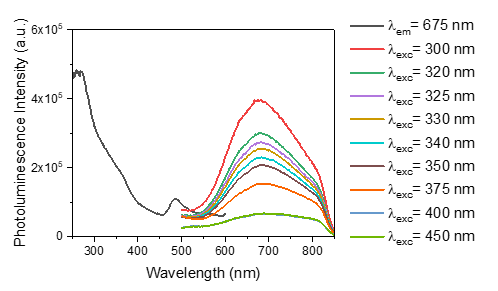 Photoluminescence Intensity (a.u.)
6x10⁵
4x10⁵
2x10⁵
0
300 400 500 600 700 800
Wavelength (nm)
λem= 675 nm
λexc= 300 nm
λexc= 320 nm
λexc= 325 nm
λexc= 330 nm
λexc= 340 nm
λexc= 350 nm
λexc= 375 nm
λexc= 400 nm
λexc= 450 nm